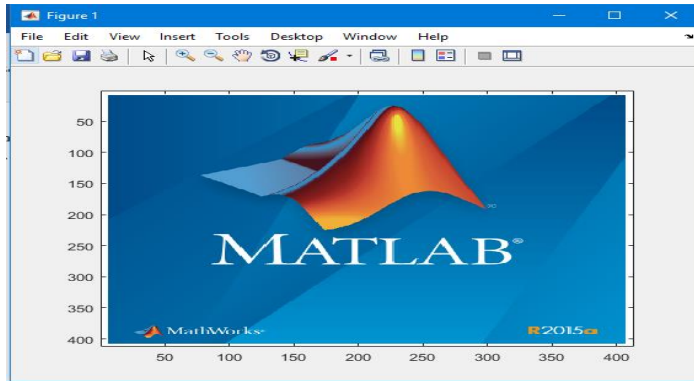 Figure 1
File Edit View Insert Tools Desktop Window Help
50
100
150
200
250
300
350
400
MATLAB®
MathWorks®
R2015a
50 100 150 200 250 300 350 400